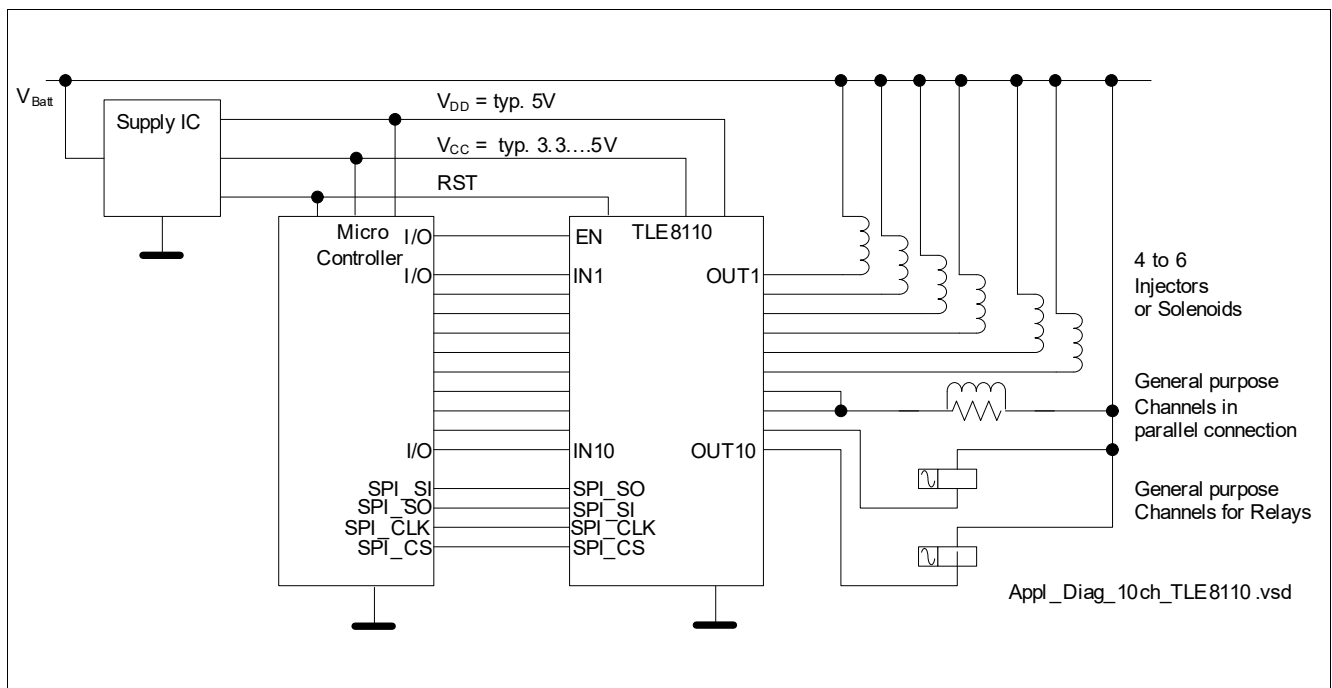 V_Batt
Supply IC
V_DD = typ. 5V
V_CC = typ. 3.3....5V
RST
Micro
Controller
I/O
I/O
I/O
SPI_SI
SPI_SO
SPI_CLK
SPI_CS
TLE8110
EN
IN1
IN10
SPI_SO
SPI_SI
SPI_CLK
SPI_CS
OUT1
OUT10
4 to 6
Injectors
or Solenoids
General purpose
Channels in
parallel connection
General purpose
Channels for Relays
Appl_Diag_10ch_TLE8110.vsd